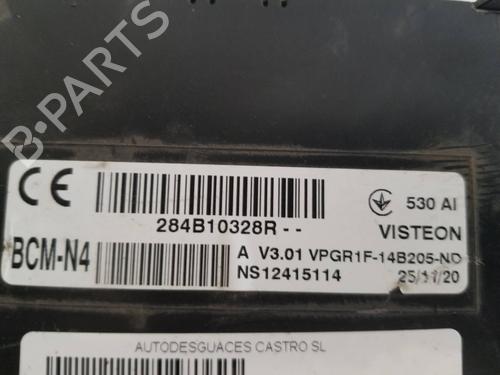 B-PARTS
CE
284B10328R - -
530 AI
VISTEON
BCM-N4
A V3.01 VPGR1F-14B205-ND
NS12415114
25/11/20
AUTODESGUACES CASTRO SL